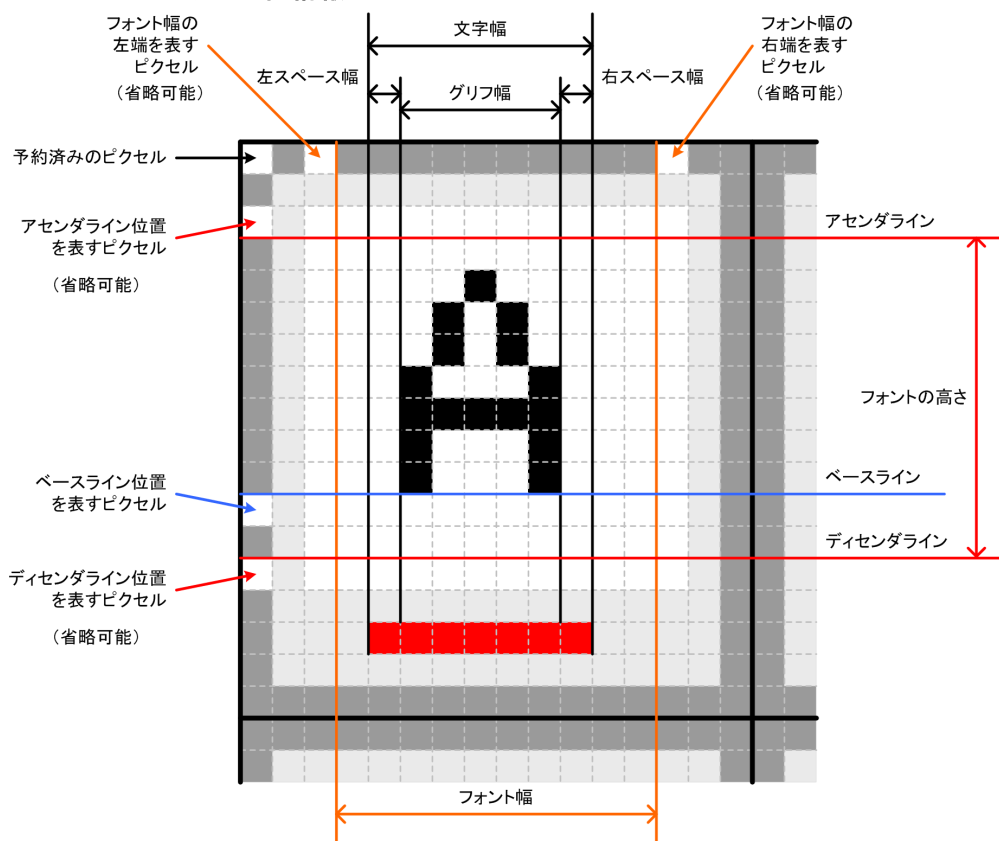 フォント幅の
左端を表す
ピクセル
（省略可能）
文字幅
フォント幅の
右端を表す
ピクセル
（省略可能）
左スペース幅
グリフ幅
右スペース幅
予約済みのピクセル
アセンダライン位置
を表すピクセル
（省略可能）
アセンダライン
フォントの高さ
ベースライン位置
を表すピクセル
ベースライン
ディセンダライン
ディセンダライン位置
を表すピクセル
（省略可能）
フォント幅